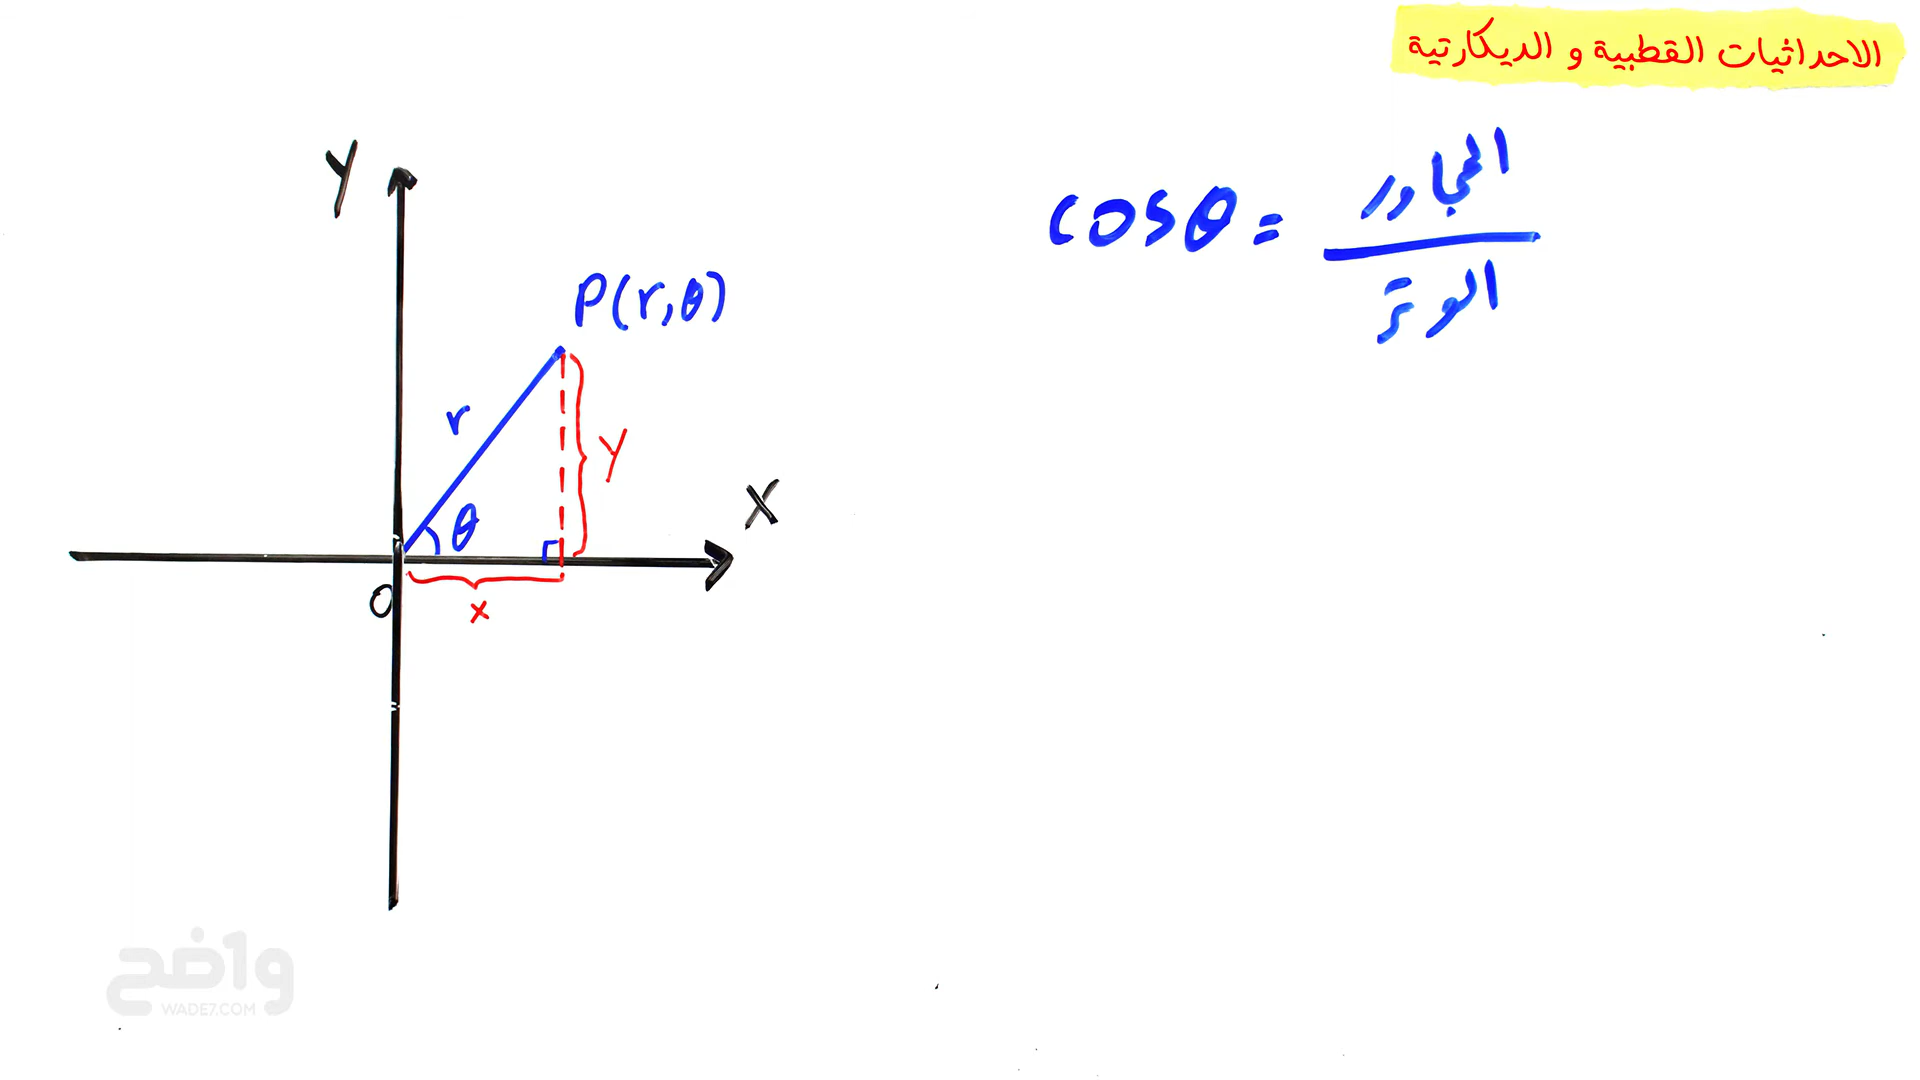 الاحداثيات القطبية و الديكارتية
cosθ = المجاور
الوتر
Y
P(r,θ)
r
Y
θ
X
O
x
واضح
WADE7.COM